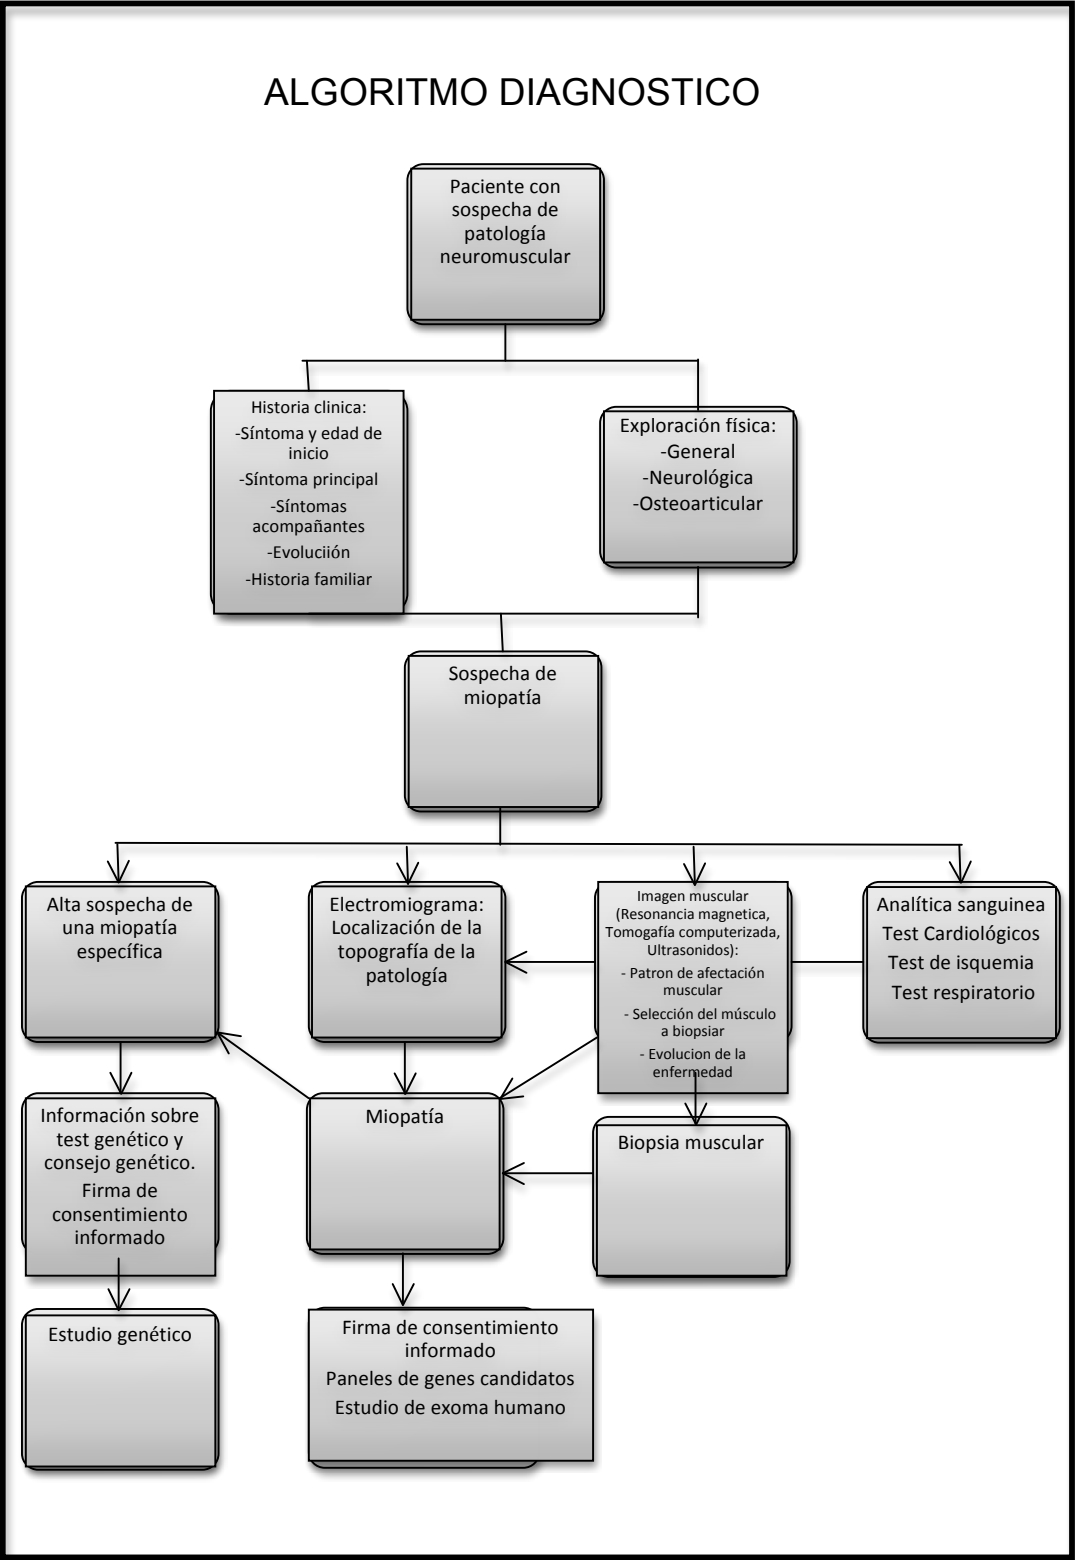 ALGORITMO DIAGNOSTICO
Paciente con
sospecha de
patología
neuromuscular
Historia clinica:
-Síntoma y edad de
inicio
-Síntoma principal
-Síntomas
acompañantes
-Evoluciión
-Historia familiar
Exploración física:
-General
-Neurológica
-Osteoarticular
Sospecha de
miopatía
Alta sospecha de
una miopatía
específica
Electromiograma:
Localización de la
topografía de la
patología
Imagen muscular
(Resonancia magnetica,
Tomogafía computerizada,
Ultrasonidos):
- Patron de afectación
muscular
- Selección del músculo
a biopsiar
- Evolucion de la
enfermedad
Analítica sanguinea
Test Cardiológicos
Test de isquemia
Test respiratorio
Información sobre
test genético y
consejo genético.
Firma de
consentimiento
informado
Miopatía
Biopsia muscular
Estudio genético
Firma de consentimiento
informado
Paneles de genes candidatos
Estudio de exoma humano